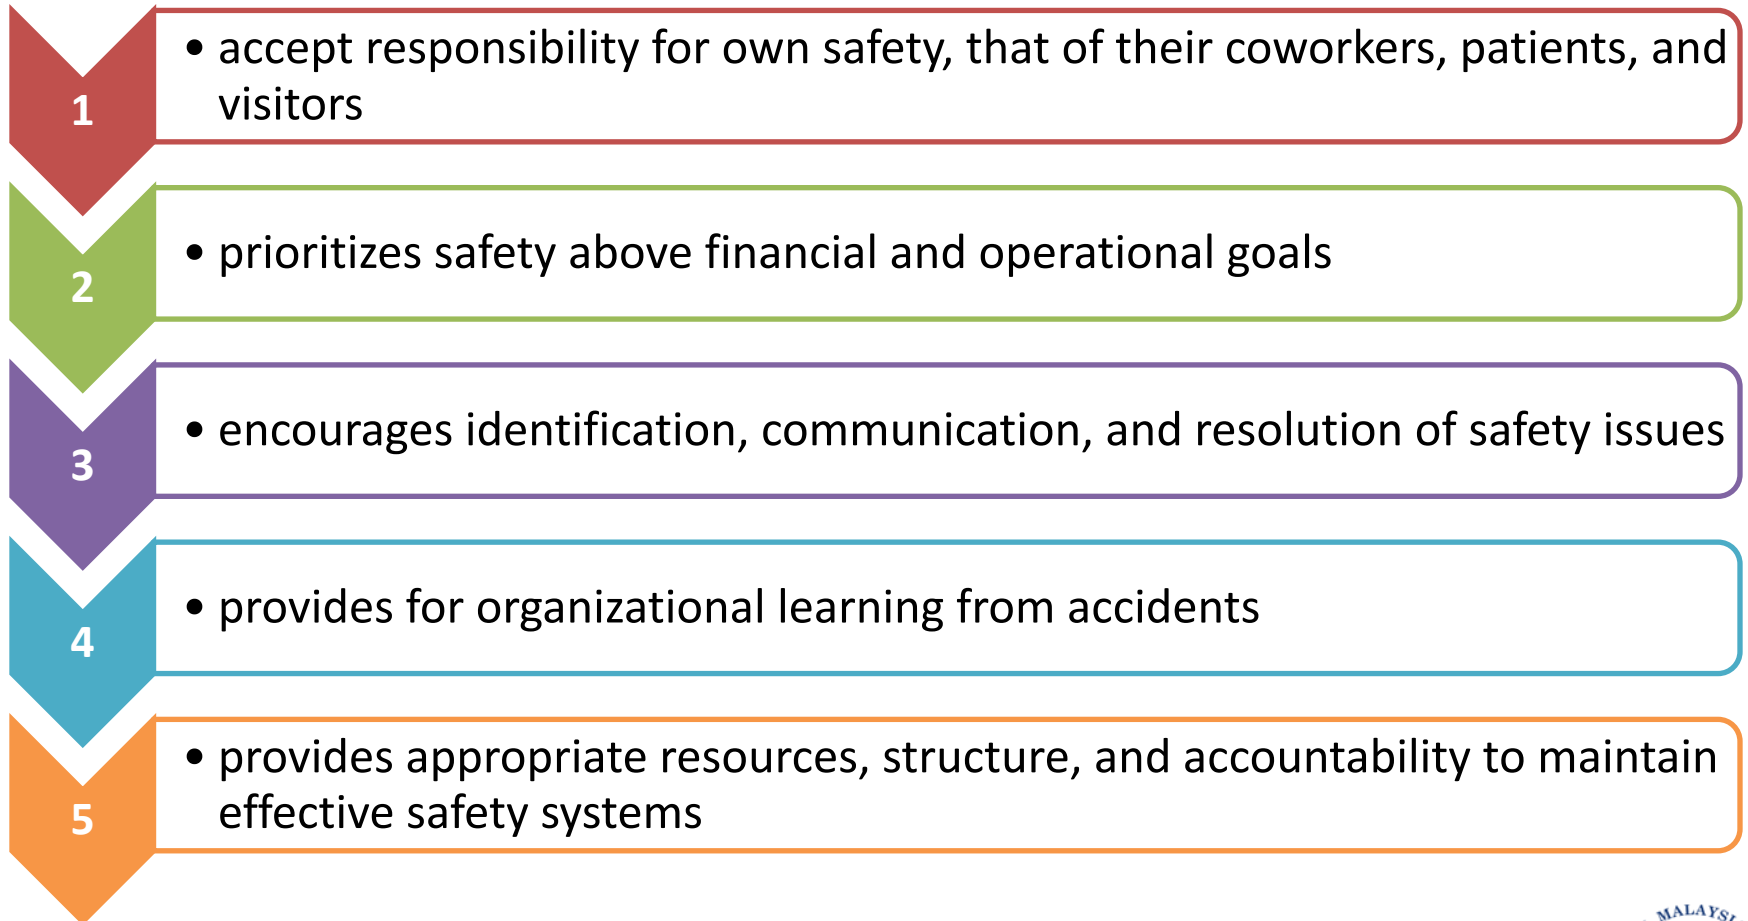 1
• accept responsibility for own safety, that of their coworkers, patients, and
visitors
2
• prioritizes safety above financial and operational goals
3
• encourages identification, communication, and resolution of safety issues
4
• provides for organizational learning from accidents
5
• provides appropriate resources, structure, and accountability to maintain
effective safety systems